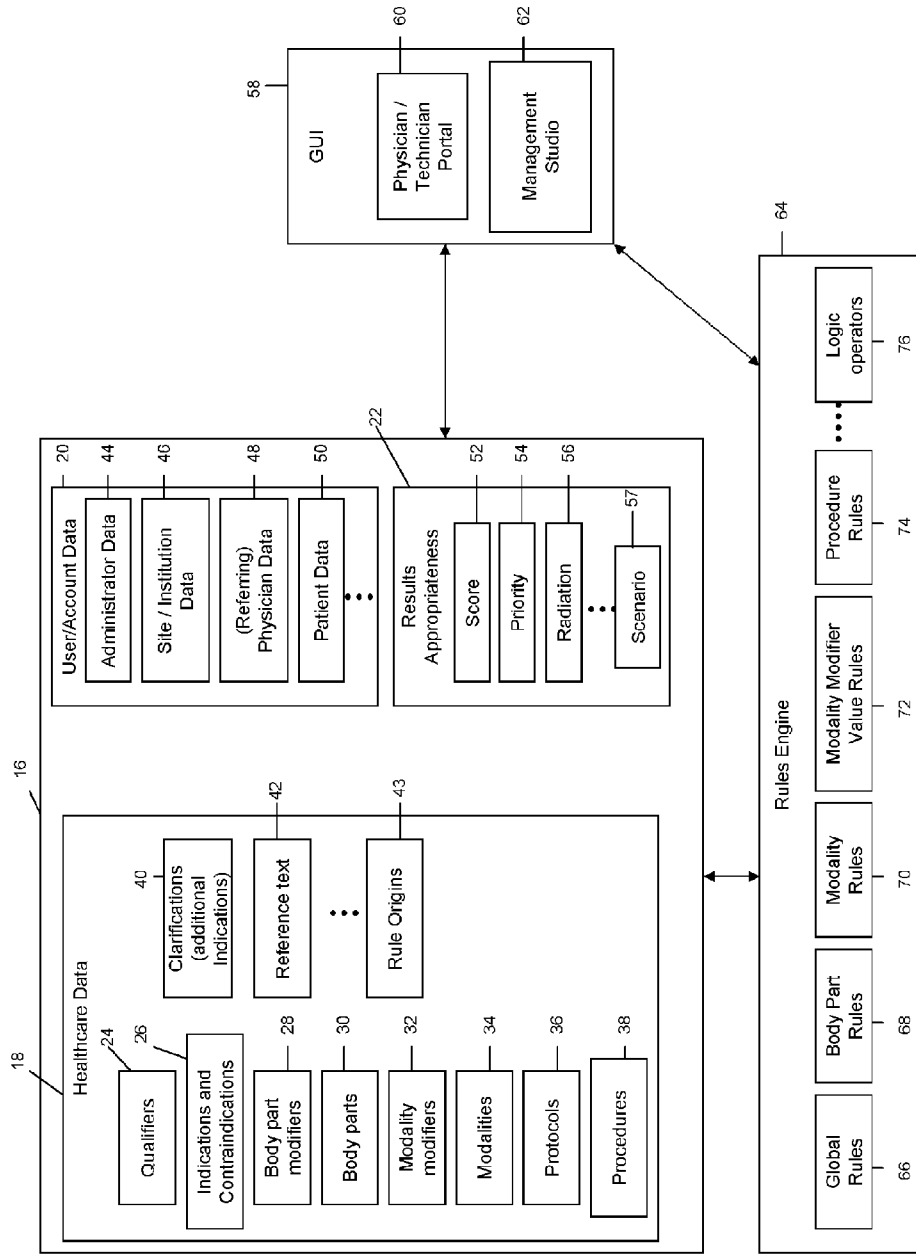 16
18
Healthcare Data
24
Qualifiers
26
Indications and
Contraindications
Body part
modifiers
28
Body parts
30
Modality
modifiers
32
Modalities
34
Protocols
36
Procedures
38
40
Clarifications
(additional
Indications)
Reference text
42
Rule Origins
43
User/Account Data
20
Administrator Data
44
Site / Institution
Data
46
(Referring)
Physician Data
48
Patient Data
50
22
Results
Appropriateness
Score
52
Priority
54
Radiation
56
Scenario
57
58
GUI
Physician /
Technician
Portal
60
Management
Studio
62
64
Rules Engine
Global
Rules
66
Body Part
Rules
68
Modality
Rules
70
Modality Modifier
Value Rules
72
Procedure
Rules
74
Logic
operators
76